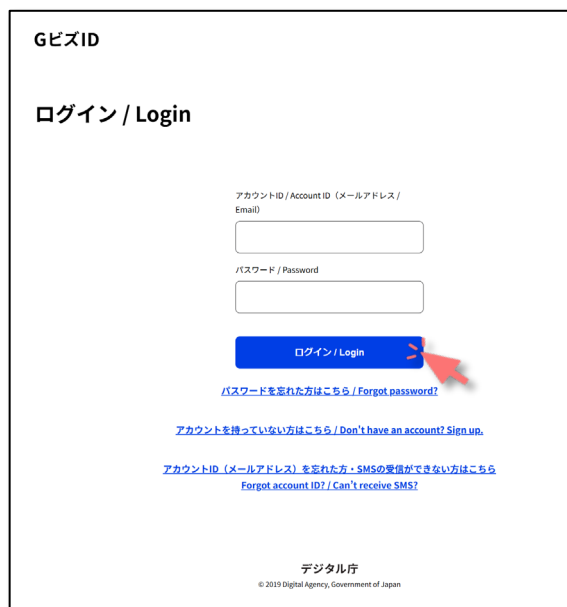 GビズID
ログイン / Login
アカウントID / Account ID（メールアドレス /
Email）
パスワード / Password
ログイン / Login
パスワードを忘れた方はこちら / Forgot password?
アカウントを持っていない方はこちら / Don't have an account? Sign up.
アカウントID（メールアドレス）を忘れた方・SMSの受信ができない方はこちら
Forgot account ID? / Can't receive SMS?
デジタル庁
© 2019 Digital Agency, Government of Japan